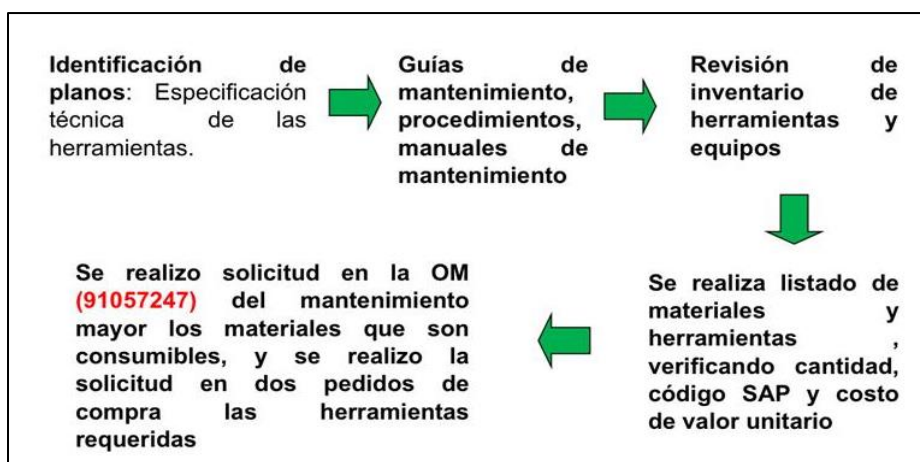 Identificación de
planos: Especificación
técnica de las
herramientas.
Guías de
mantenimiento,
procedimientos,
manuales de
mantenimiento
Revisión de
inventario de
herramientas y
equipos
Se realiza listado de
materiales y
herramientas ,
verificando cantidad,
código SAP y costo
de valor unitario
Se realizo solicitud en la OM
(91057247) del mantenimiento
mayor los materiales que son
consumibles, y se realizo la
solicitud en dos pedidos de
compra las herramientas
requeridas